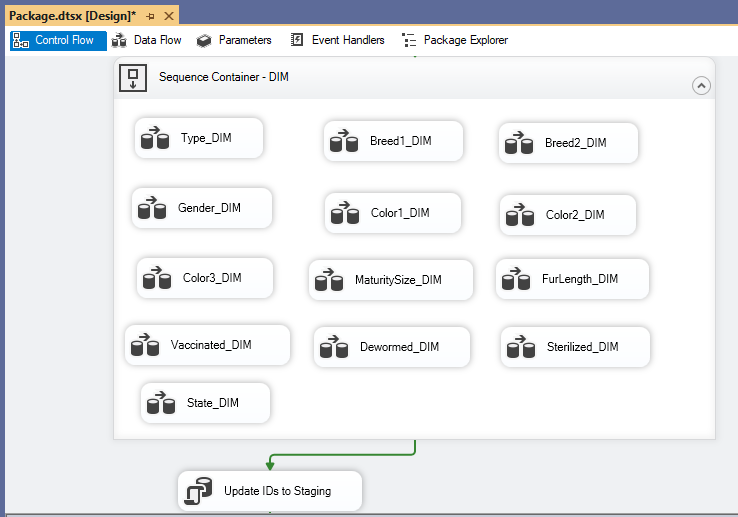 Package.dtsx [Design]*
Control Flow Data Flow Parameters Event Handlers Package Explorer
Sequence Container - DIM
Type_DIM Breed1_DIM Breed2_DIM
Gender_DIM Color1_DIM Color2_DIM
Color3_DIM MaturitySize_DIM FurLength_DIM
Vaccinated_DIM Dewormed_DIM Sterilized_DIM
State_DIM
Update IDs to Staging